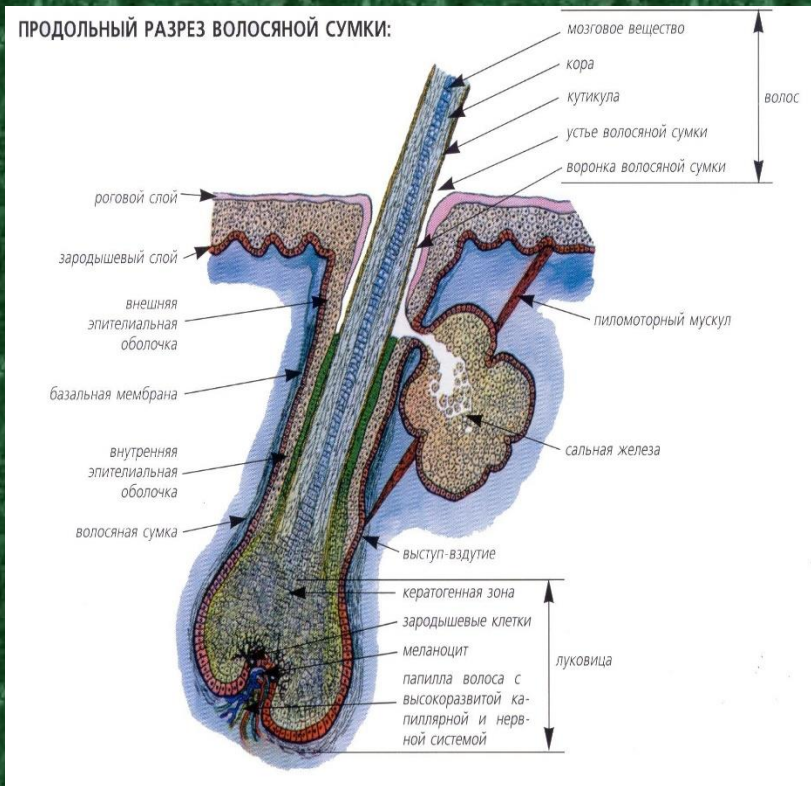 ПРОДОЛЬНЫЙ РАЗРЕЗ ВОЛОСЯНОЙ СУМКИ:
мозговое вещество
кора
кутикула
волос
устье волосяной сумки
воронка волосяной сумки
роговой слой
зародышевый слой
внешняя
эпителиальная
оболочка
пиломоторный мускул
базальная мембрана
внутренняя
эпителиальная
оболочка
сальная железа
волосяная сумка
выступ-вздутие
кератогенная зона
зародышевые клетки
меланоцит
луковица
папилла волоса с
высокоразвитой ка-
пиллярной и нерв-
ной системой